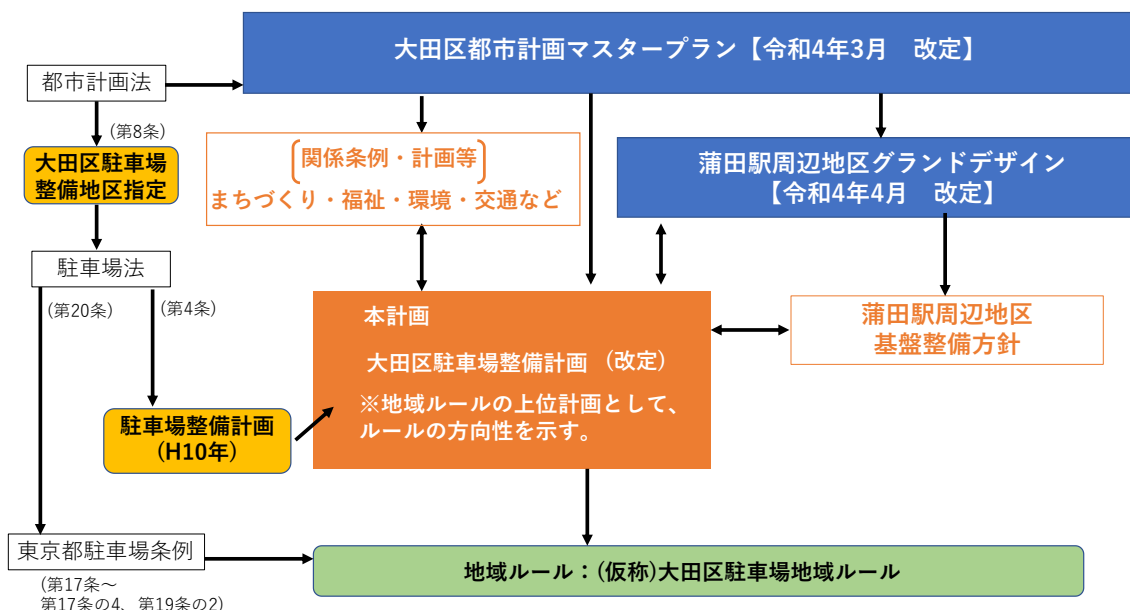 大田区都市計画マスタープラン【令和4年3月　改定】
都市計画法
(第8条)
大田区駐車場
整備地区指定
関係条例・計画等
まちづくり・福祉・環境・交通など
蒲田駅周辺地区グランドデザイン
【令和4年4月　改定】
駐車場法
(第20条)
(第4条)
本計画
大田区駐車場整備計画　(改定)
※地域ルールの上位計画として、
ルールの方向性を示す。
蒲田駅周辺地区
基盤整備方針
駐車場整備計画
(H10年)
東京都駐車場条例
(第17条～
第17条の4、第19条の2)
地域ルール：(仮称)大田区駐車場地域ルール